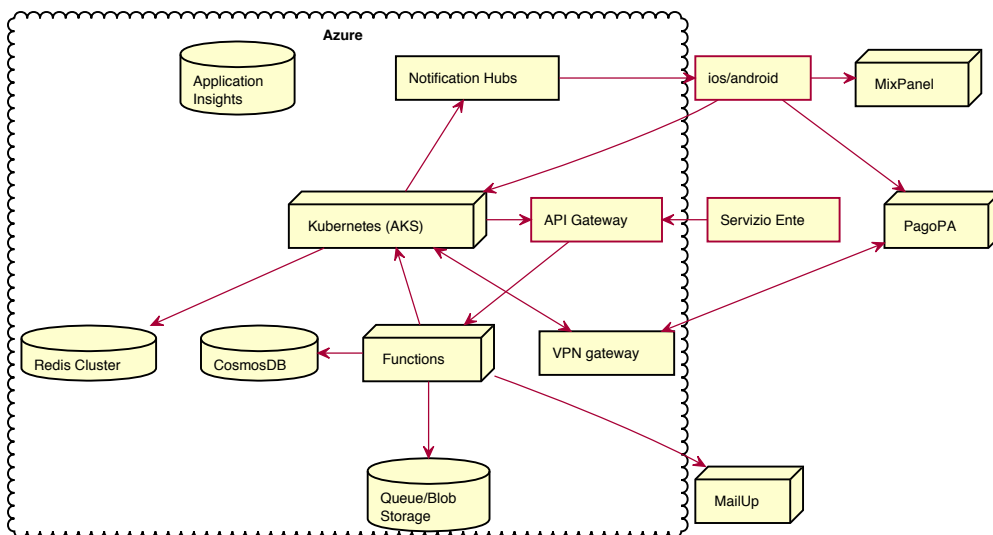 Azure
Application
Insights
Notification Hubs
ios/android
MixPanel
Kubernetes (AKS)
API Gateway
Servizio Ente
PagoPA
Redis Cluster
CosmosDB
Functions
VPN gateway
Queue/Blob
Storage
MailUp